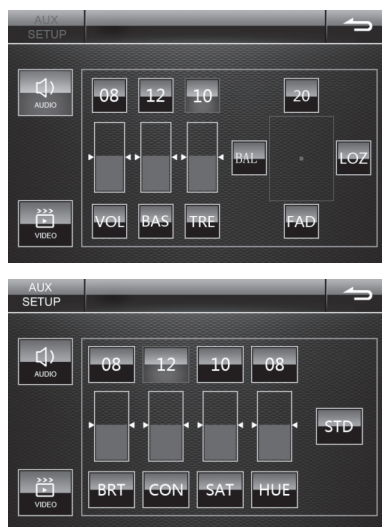 AUX
SETUP
AUDIO
08 12 10 20
BAL LOZ
VIDEO
VOL BAS TRE FAD
AUX
SETUP
AUDIO
08 12 10 08
STD
VIDEO
BRT CON SAT HUE